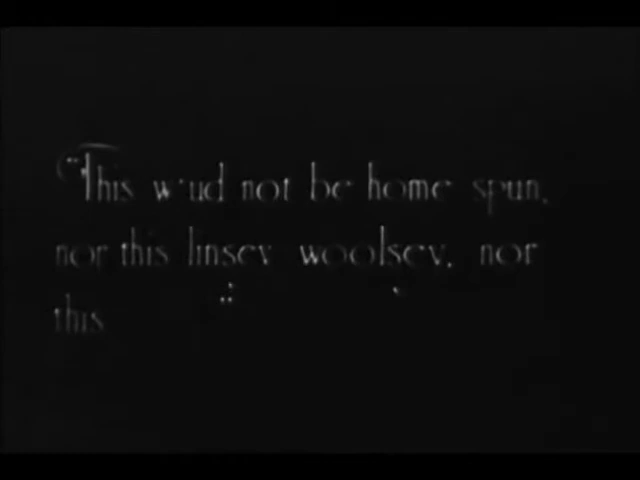 "This w'ud not be home spun,
nor this linsey woolsey, nor
this